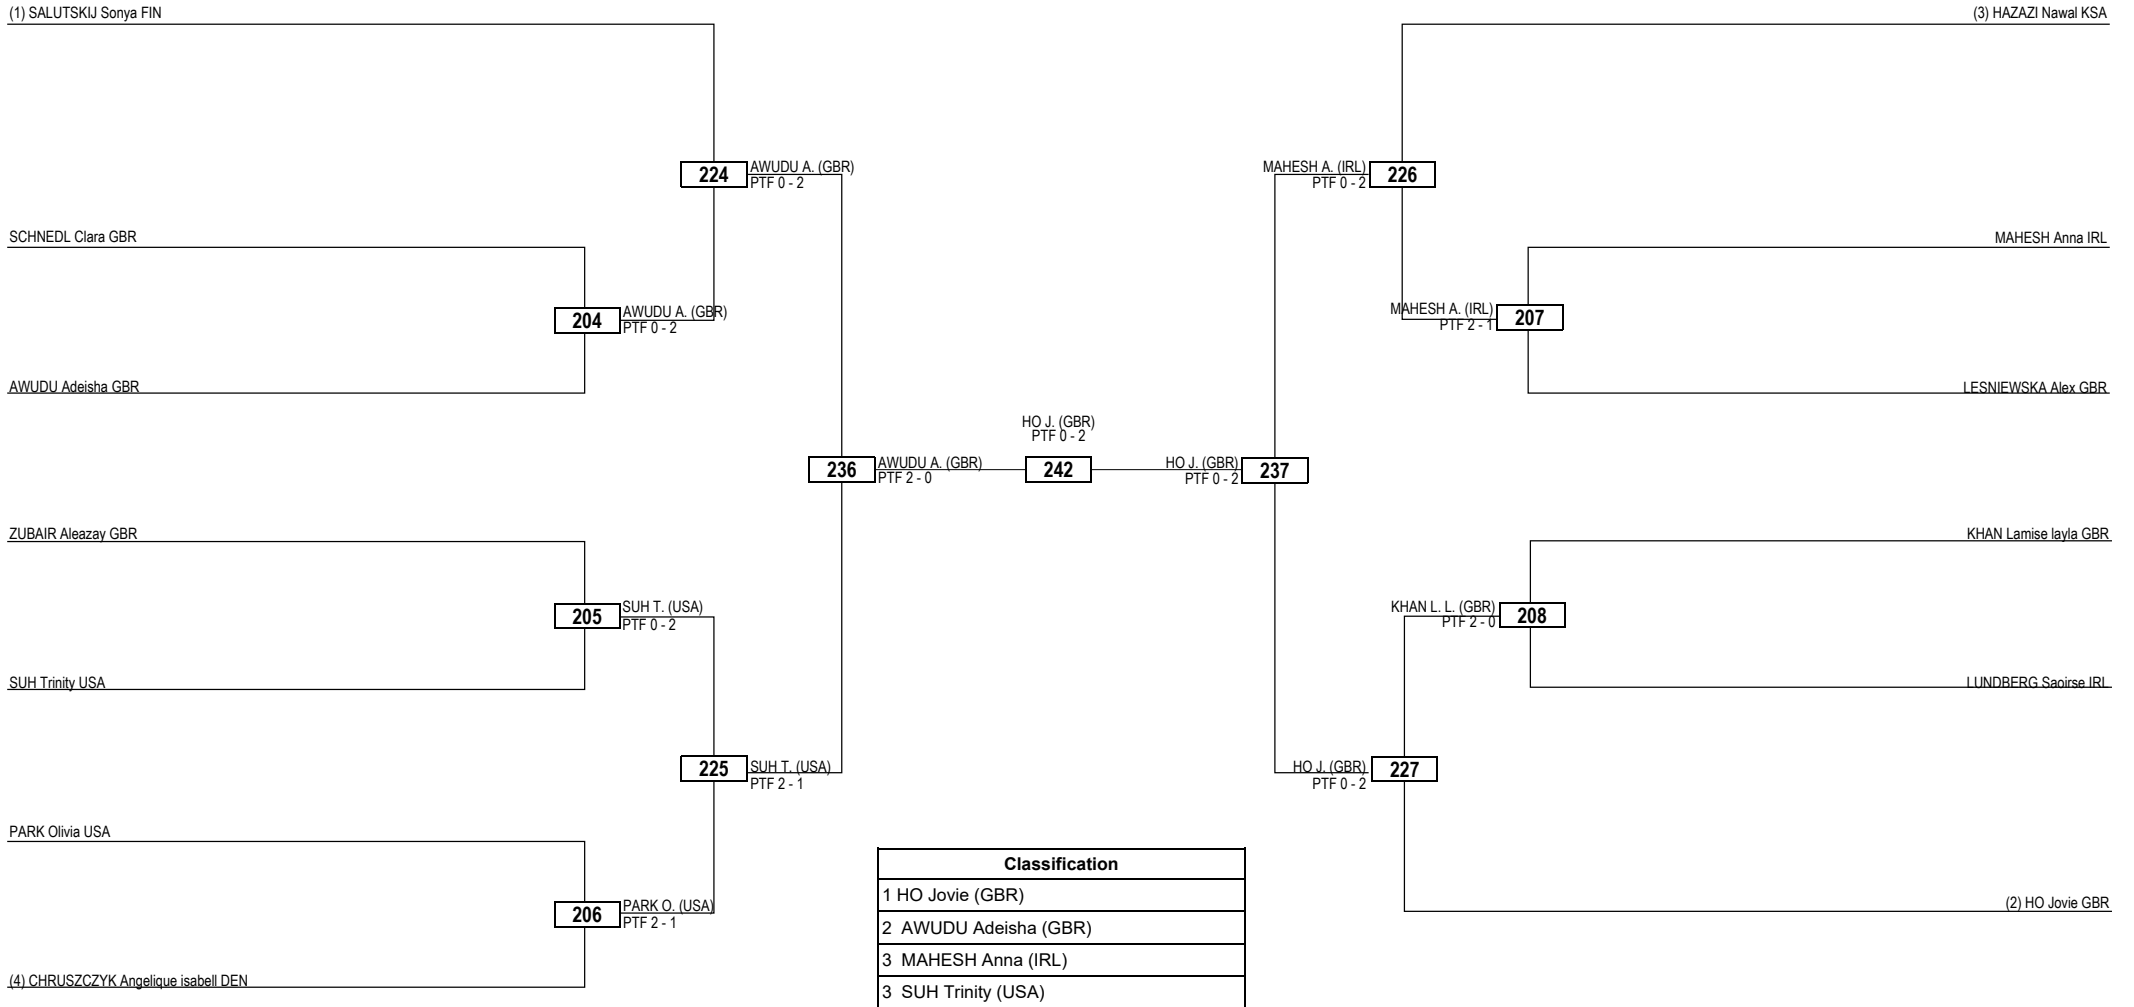 (1) SALUTSKIJ Sonya FIN
(3) HAZAZI Nawal KSA
224
AWUDU A. (GBR)
PTF 0 - 2
MAHESH A. (IRL)
PTF 0 - 2
226
SCHNEDL Clara GBR
MAHESH Anna IRL
204
AWUDU A. (GBR)
PTF 0 - 2
MAHESH A. (IRL)
PTF 2 - 1
207
AWUDU Adeisha GBR
LESNIEWSKA Alex GBR
HO J. (GBR)
PTF 0 - 2
236
AWUDU A. (GBR)
PTF 2 - 0
242
HO J. (GBR)
PTF 0 - 2
237
ZUBAIR Aleazay GBR
KHAN Lamise layla GBR
205
SUH T. (USA)
PTF 0 - 2
KHAN L. L. (GBR)
PTF 2 - 0
208
SUH Trinity USA
LUNDBERG Saoirse IRL
225
SUH T. (USA)
PTF 2 - 1
HO J. (GBR)
PTF 0 - 2
227
PARK Olivia USA
206
PARK O. (USA)
PTF 2 - 1
(2) HO Jovie GBR
(4) CHRUSZCZYK Angelique isabell DEN
Classification
1 HO Jovie (GBR)
2 AWUDU Adeisha (GBR)
3 MAHESH Anna (IRL)
3 SUH Trinity (USA)